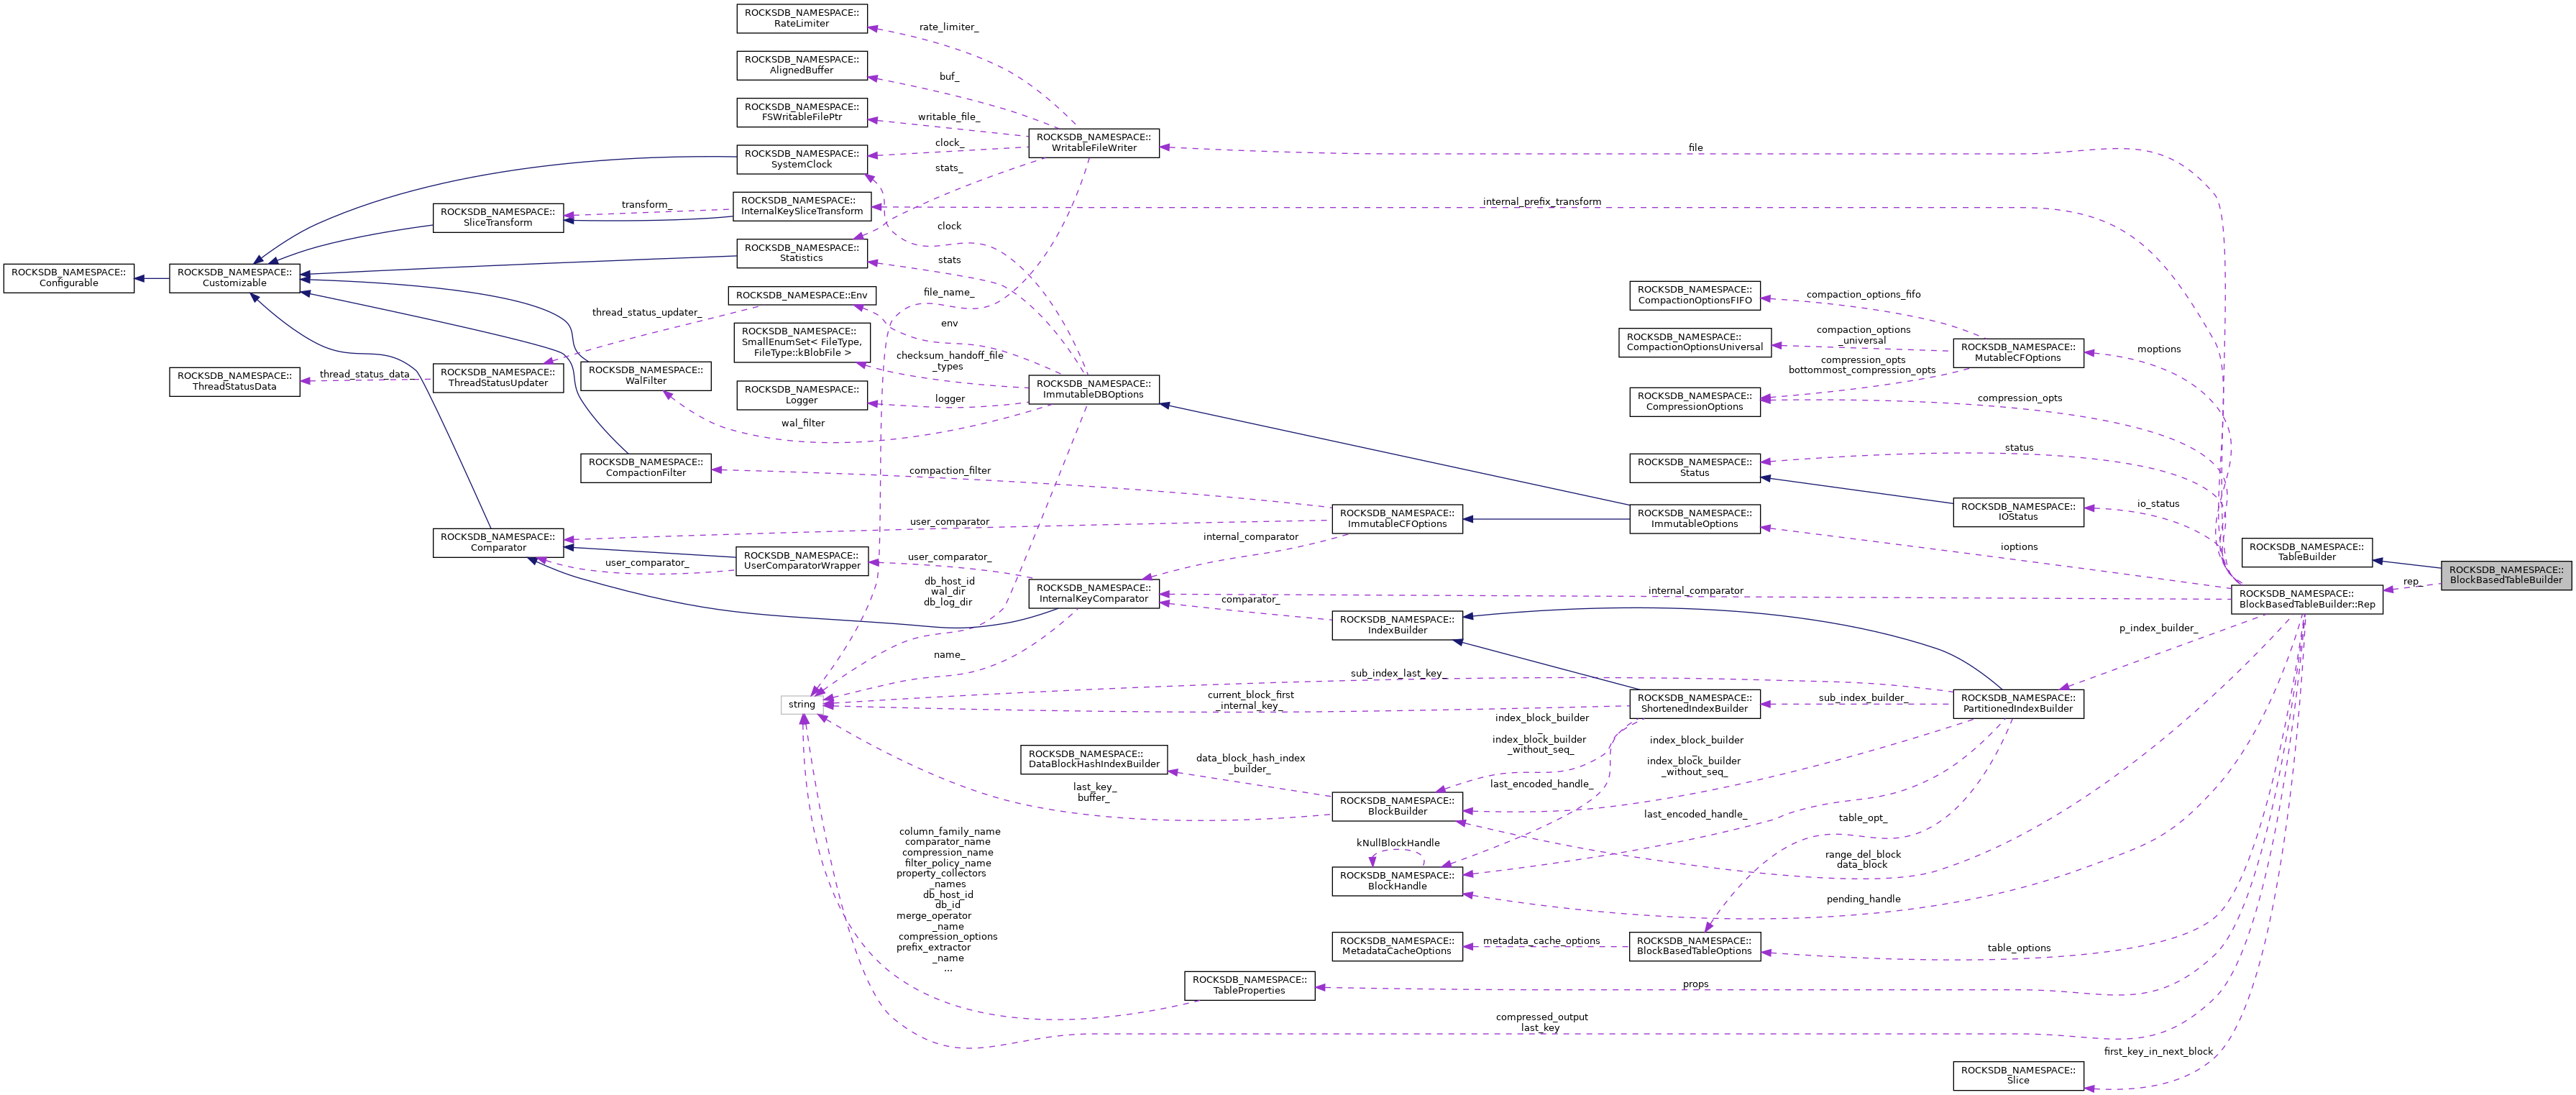 ROCKSDB_NAMESPACE::
RateLimiter
rate_limiter_
ROCKSDB_NAMESPACE::
AlignedBuffer
buf_
ROCKSDB_NAMESPACE::
FSWritableFilePtr
writable_file_
ROCKSDB_NAMESPACE::
WritableFileWriter
file
ROCKSDB_NAMESPACE::
SystemClock
clock_
stats_
ROCKSDB_NAMESPACE::
SliceTransform
transform_
ROCKSDB_NAMESPACE::
InternalKeySliceTransform
internal_prefix_transform
clock
ROCKSDB_NAMESPACE::
Statistics
stats
ROCKSDB_NAMESPACE::
Configurable
ROCKSDB_NAMESPACE::
Customizable
file_name_
ROCKSDB_NAMESPACE::Env
env
thread_status_updater_
ROCKSDB_NAMESPACE::
SmallEnumSet< FileType,
FileType::kBlobFile >
checksum_handoff_file
_types
ROCKSDB_NAMESPACE::
ThreadStatusData
thread_status_data_
ROCKSDB_NAMESPACE::
ThreadStatusUpdater
ROCKSDB_NAMESPACE::
WalFilter
ROCKSDB_NAMESPACE::
Logger
logger
wal_filter
ROCKSDB_NAMESPACE::
ImmutableDBOptions
ROCKSDB_NAMESPACE::
CompactionOptionsFIFO
compaction_options_fifo
ROCKSDB_NAMESPACE::
CompactionOptionsUniversal
compaction_options
_universal
ROCKSDB_NAMESPACE::
MutableCFOptions
moptions
compression_opts
bottommost_compression_opts
ROCKSDB_NAMESPACE::
CompressionOptions
compression_opts
ROCKSDB_NAMESPACE::
CompactionFilter
compaction_filter
ROCKSDB_NAMESPACE::
Status
status
ROCKSDB_NAMESPACE::
IOStatus
io_status
ROCKSDB_NAMESPACE::
ImmutableCFOptions
ROCKSDB_NAMESPACE::
ImmutableOptions
ioptions
ROCKSDB_NAMESPACE::
Comparator
user_comparator
internal_comparator
ROCKSDB_NAMESPACE::
UserComparatorWrapper
user_comparator_
user_comparator_
ROCKSDB_NAMESPACE::
TableBuilder
ROCKSDB_NAMESPACE::
BlockBasedTableBuilder
rep_
ROCKSDB_NAMESPACE::
BlockBasedTableBuilder::Rep
db_host_id
wal_dir
db_log_dir
ROCKSDB_NAMESPACE::
InternalKeyComparator
internal_comparator
comparator_
ROCKSDB_NAMESPACE::
IndexBuilder
p_index_builder_
name_
sub_index_last_key_
string
current_block_first
_internal_key_
ROCKSDB_NAMESPACE::
ShortenedIndexBuilder
sub_index_builder_
ROCKSDB_NAMESPACE::
PartitionedIndexBuilder
index_block_builder
_
index_block_builder
_without_seq_
index_block_builder
_
index_block_builder
_without_seq_
ROCKSDB_NAMESPACE::
DataBlockHashIndexBuilder
data_block_hash_index
_builder_
last_key_
buffer_
ROCKSDB_NAMESPACE::
BlockBuilder
last_encoded_handle_
last_encoded_handle_
table_opt_
kNullBlockHandle
ROCKSDB_NAMESPACE::
BlockHandle
range_del_block
data_block
pending_handle
column_family_name
comparator_name
compression_name
filter_policy_name
property_collectors
_names
db_host_id
db_id
merge_operator
_name
compression_options
prefix_extractor
_name
...
ROCKSDB_NAMESPACE::
MetadataCacheOptions
metadata_cache_options
ROCKSDB_NAMESPACE::
BlockBasedTableOptions
table_options
ROCKSDB_NAMESPACE::
TableProperties
props
compressed_output
last_key
first_key_in_next_block
ROCKSDB_NAMESPACE::
Slice